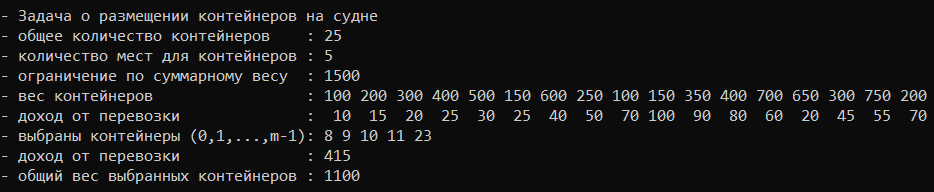 - Задача о размещении контейнеров на судне
- общее количество контейнеров    : 25
- количество мест для контейнеров : 5
- ограничение по суммарному весу  : 1500
- вес контейнеров                 : 100 200 300 400 500 150 600 250 100 150 350 400 700 650 300 750 200
- доход от перевозки              :  10  15  20  25  30  25  40  50  70 100  90  80  60  20  45  55  70
- выбраны контейнеры (0,1,...,m-1): 8 9 10 11 23
- доход от перевозки              : 415
- общий вес выбранных контейнеров : 1100